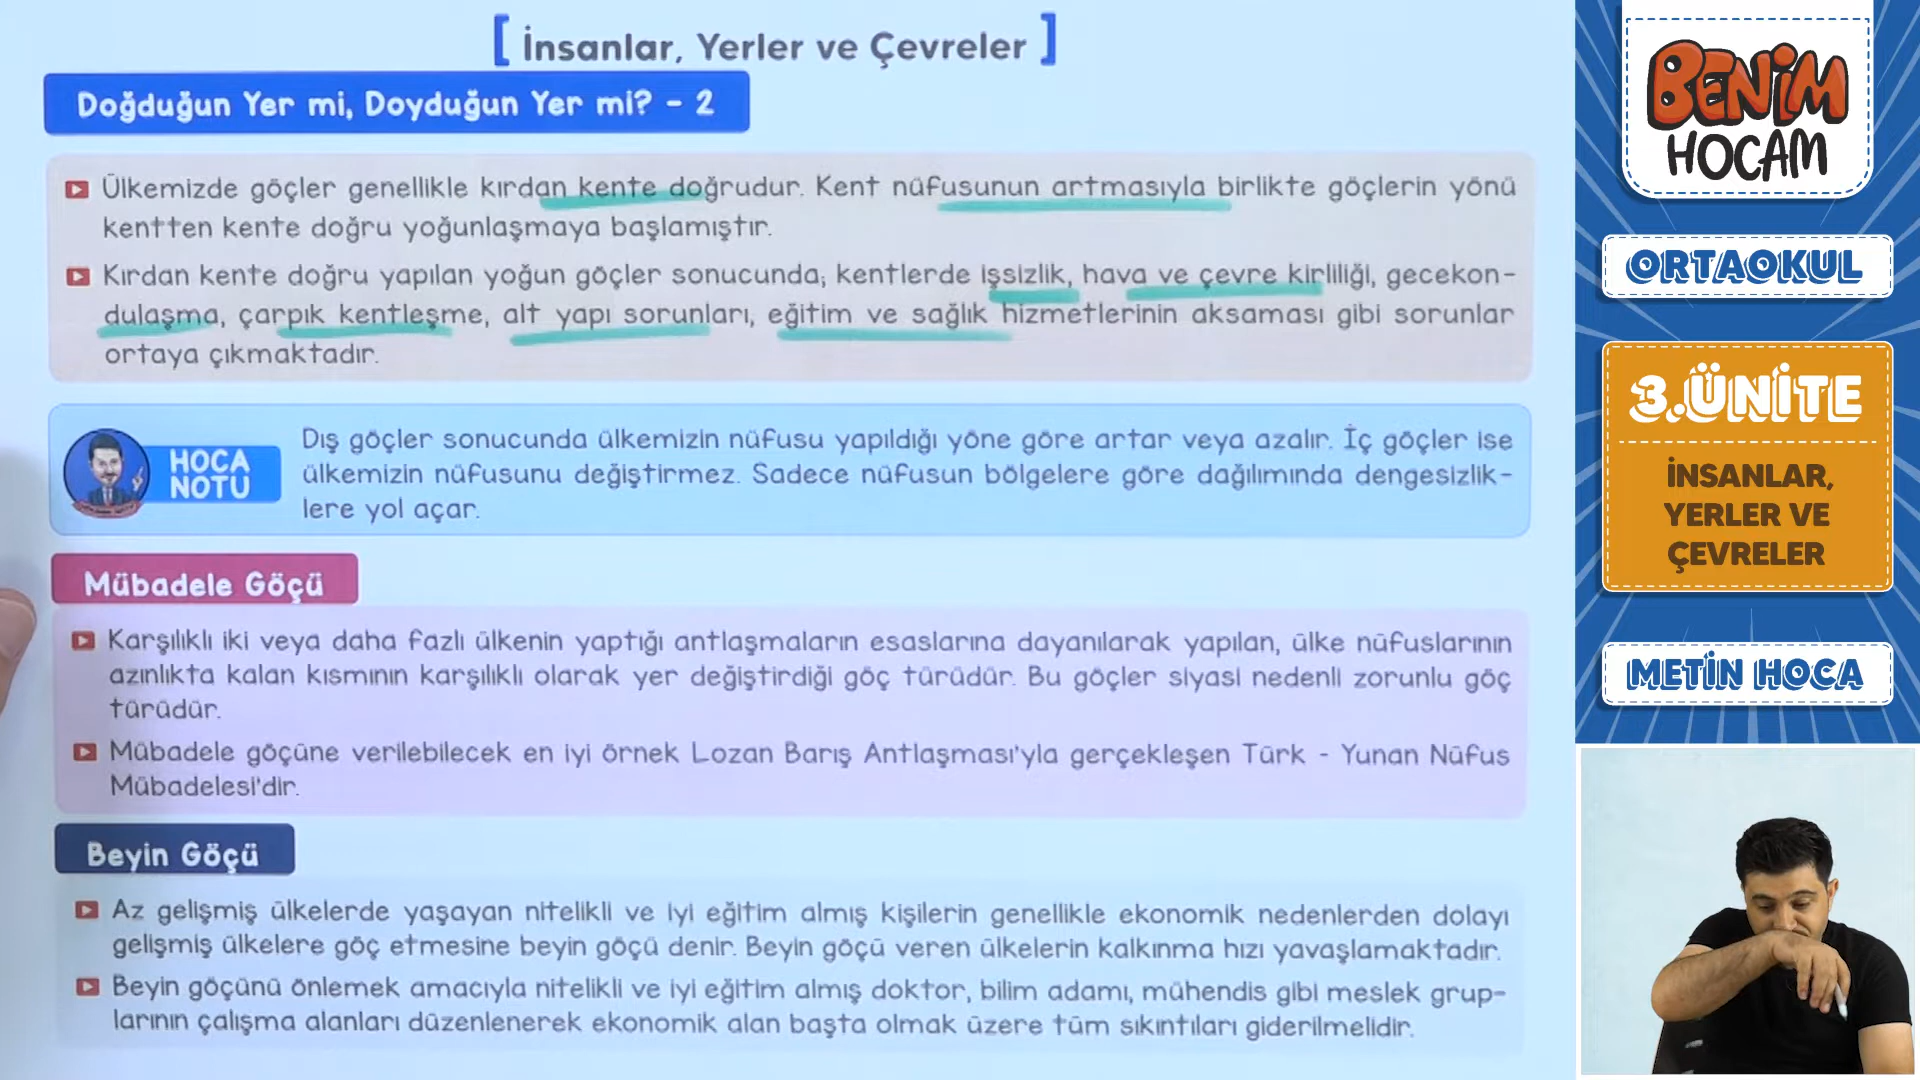 [ İnsanlar, Yerler ve Çevreler ]
Doğduğun Yer mi, Doyduğun Yer mi? - 2
Ülkemizde göçler genellikle kırdan kente doğrudur. Kent nüfusunun artmasıyla birlikte göçlerin yönü
kentten kente doğru yoğunlaşmaya başlamıştır.
Kırdan kente doğru yapılan yoğun göçler sonucunda; kentlerde işsizlik, hava ve çevre kirliliği, gecekon-
dulaşma, çarpık kentleşme, alt yapı sorunları, eğitim ve sağlık hizmetlerinin aksaması gibi sorunlar
ortaya çıkmaktadır.
HOCA
NOTU
Dış göçler sonucunda ülkemizin nüfusu yapıldığı yöne göre artar veya azalır. İç göçler ise
ülkemizin nüfusunu değiştirmez. Sadece nüfusun bölgelere göre dağılımında dengesizlik-
lere yol açar.
Mübadele Göçü
Karşılıklı iki veya daha fazlı ülkenin yaptığı antlaşmaların esaslarına dayanılarak yapılan, ülke nüfuslarının
azınlıkta kalan kısmının karşılıklı olarak yer değiştirdiği göç türüdür. Bu göçler siyasi nedenli zorunlu göç
türüdür.
Mübadele göçüne verilebilecek en iyi örnek Lozan Barış Antlaşması'yla gerçekleşen Türk - Yunan Nüfus
Mübadelesi'dir.
Beyin Göçü
Az gelişmiş ülkelerde yaşayan nitelikli ve iyi eğitim almış kişilerin genellikle ekonomik nedenlerden dolayı
gelişmiş ülkelere göç etmesine beyin göçü denir. Beyin göçü veren ülkelerin kalkınma hızı yavaşlamaktadır.
Beyin göçünü önlemek amacıyla nitelikli ve iyi eğitim almış doktor, bilim adamı, mühendis gibi meslek grup-
larının çalışma alanları düzenlenerek ekonomik alan başta olmak üzere tüm sıkıntıları giderilmelidir.
BENİM
HOCAM
ORTAOKUL
3.ÜNİTE
İNSANLAR,
YERLER VE
ÇEVRELER
METİN HOCA